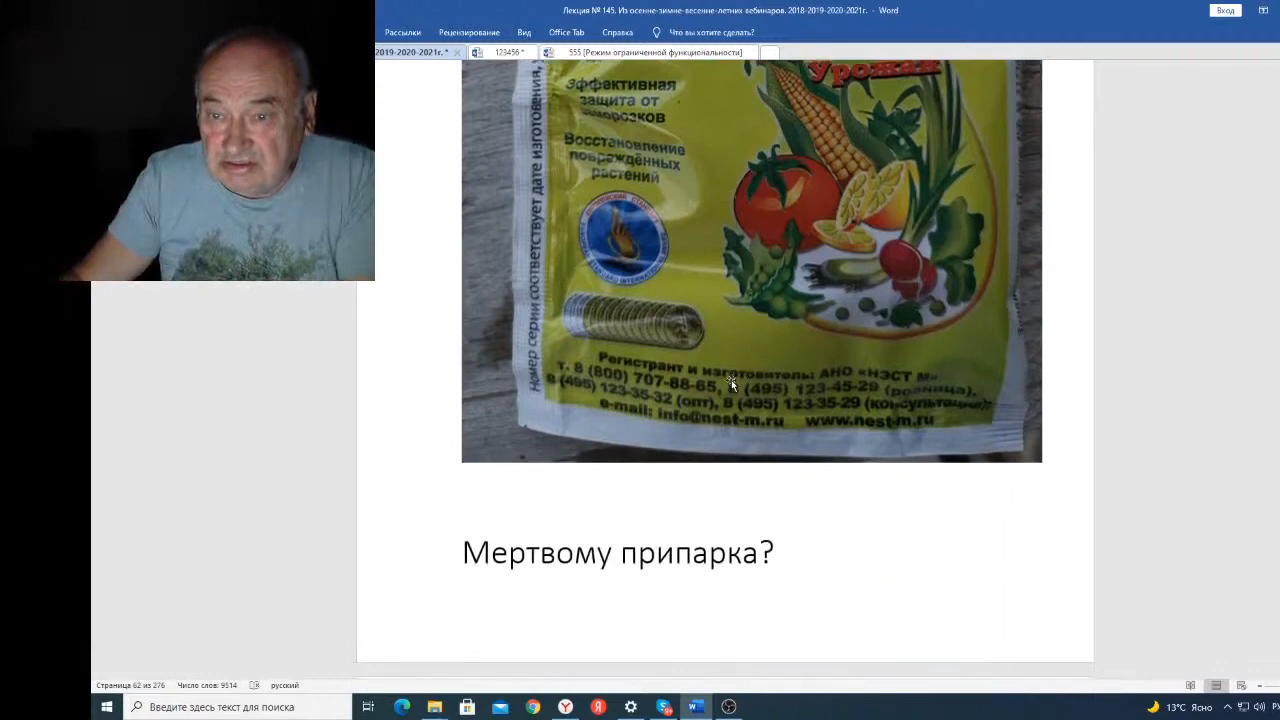 Лекция № 145. Из осенне-зимне-весенне-летних вебинаров. 2018-2019-2020-2021г. - Word
Вход
Рассылки Рецензирование Вид Office Tab Справка Что вы хотите сделать?
2019-2020-2021г. * 123456 * 555 [Режим ограниченной функциональности]
Урожай
Эффективная
защита от
заморозков
Восстановление
повреждённых
растений
Номер серии соответствует дате изготовения,
Регистрант и изготовитель: АНО «НЭСТ М»
т. 8 (800) 707-88-65, 8 (495) 123-45-29 (розница),
8 (495) 123-35-32 (опт), 8 (495) 123-35-29 (консультации)
e-mail: info@nest-m.ru www.nest-m.ru
Мертвому припарка?
Страница 62 из 276 Число слов: 9514 русский
Введите здесь текст для поиска
13°C Ясно